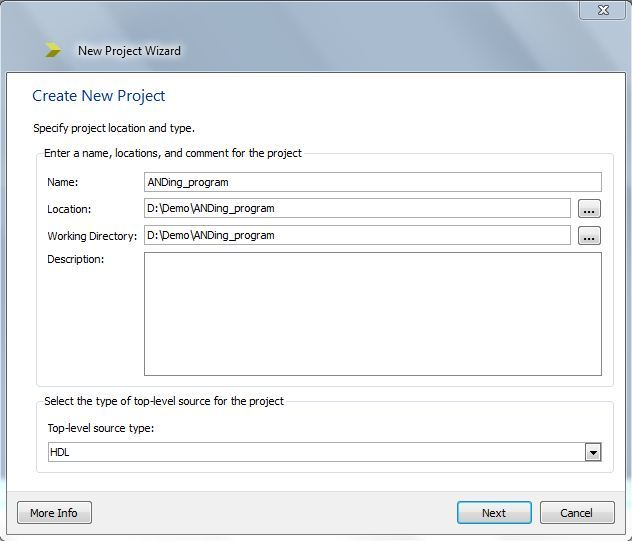 New Project Wizard
Create New Project
Specify project location and type.
Enter a name, locations, and comment for the project
Name: ANDing_program
Location: D:\Demo\ANDing_program ...
Working Directory: D:\Demo\ANDing_program ...
Description:
Select the type of top-level source for the project
Top-level source type:
HDL
More Info Next Cancel